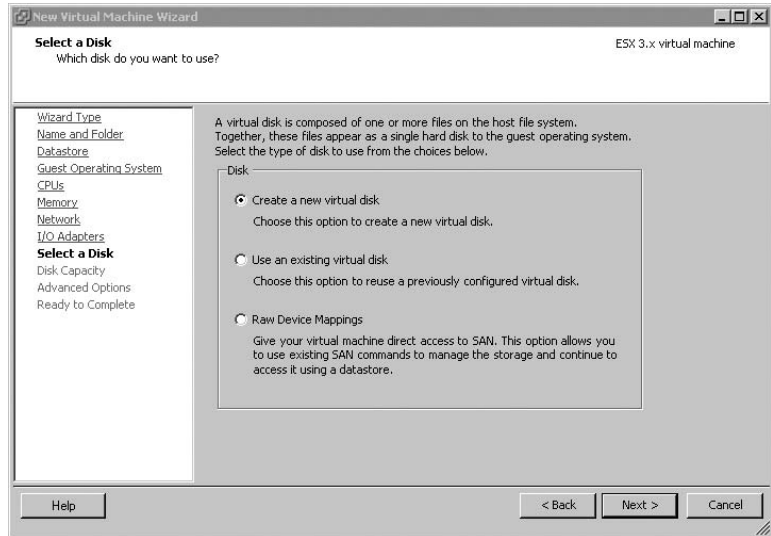 New Virtual Machine Wizard
Select a Disk
Which disk do you want to use?
ESX 3.x virtual machine
Wizard Type
Name and Folder
Datastore
Guest Operating System
CPUs
Memory
Network
I/O Adapters
Select a Disk
Disk Capacity
Advanced Options
Ready to Complete
A virtual disk is composed of one or more files on the host file system.
Together, these files appear as a single hard disk to the guest operating system.
Select the type of disk to use from the choices below.
Disk
Create a new virtual disk
Choose this option to create a new virtual disk.
Use an existing virtual disk
Choose this option to reuse a previously configured virtual disk.
Raw Device Mappings
Give your virtual machine direct access to SAN. This option allows you
to use existing SAN commands to manage the storage and continue to
access it using a datastore.
Help
< Back
Next >
Cancel